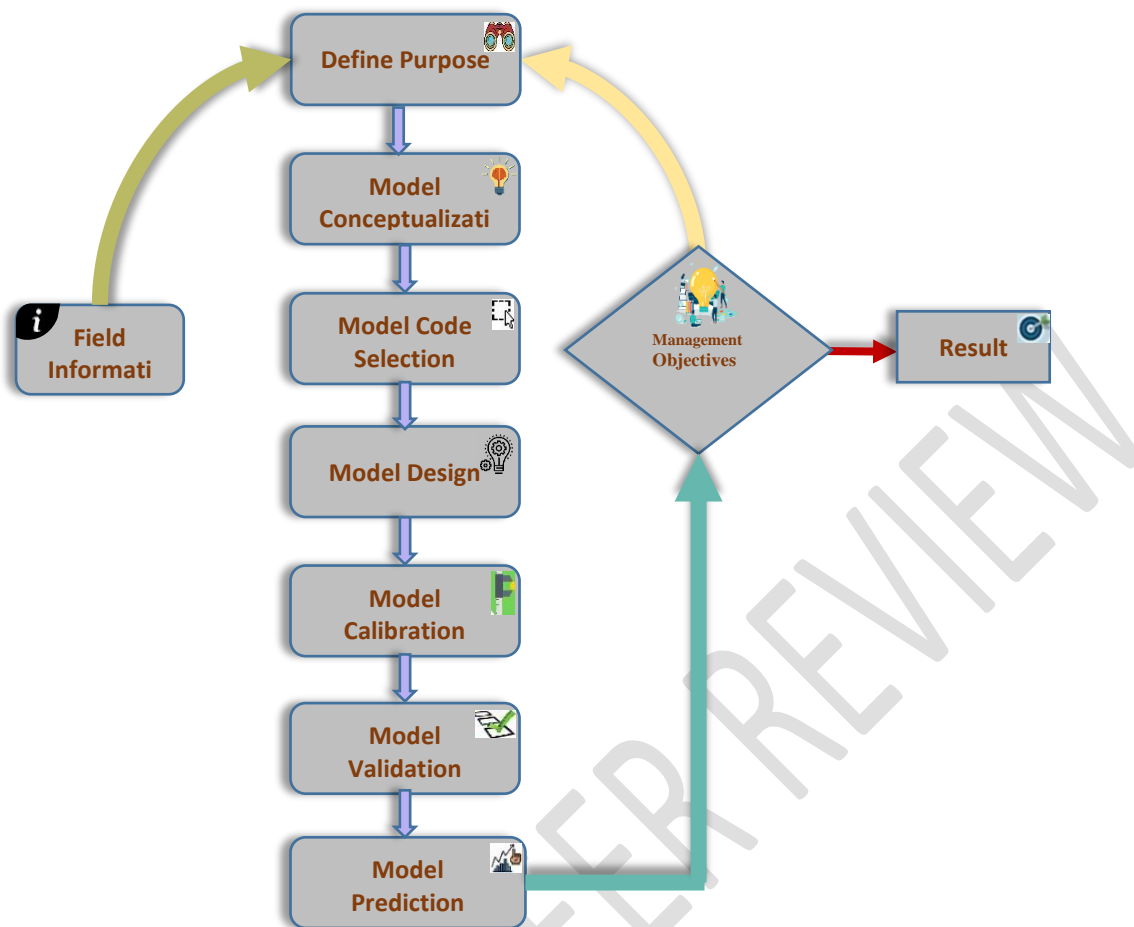 Define Purpose
Model
Conceptualizati
Field
Informati
Model Code
Selection
Management
Objectives
Result
Model Design
Model
Calibration
Model
Validation
Model
Prediction
i
ER REVIEW